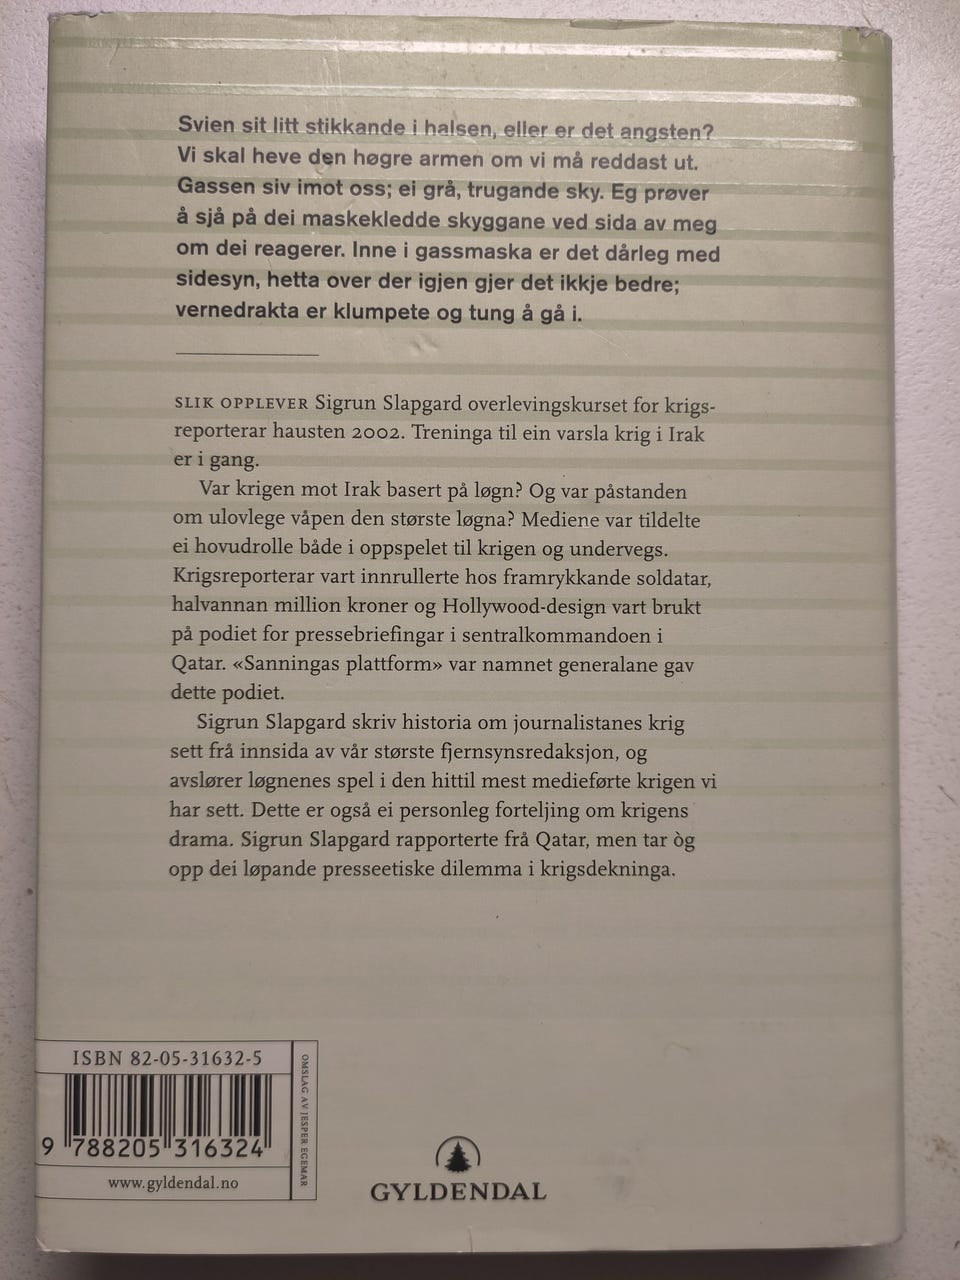 Svien sit litt stikkande i halsen, eller er det angsten?
Vi skal heve den høgre armen om vi må reddast ut.
Gassen siv imot oss; ei grå, trugande sky. Eg prøver
å sjå på dei maskekledde skyggane ved sida av meg
om dei reagerer. Inne i gassmaska er det dårleg med
sidesyn, hetta over der igjen gjer det ikkje bedre;
vernedrakta er klumpete og tung å gå i.
SLIK OPPLEVER Sigrun Slapgard overlevingskurset for krigs-
reporterar hausten 2002. Treninga til ein varsla krig i Irak
er i gang.
Var krigen mot Irak basert på løgn? Og var påstanden
om ulovlege våpen den største løgna? Mediene var tildelte
ei hovudrolle både i oppspelet til krigen og undervegs.
Krigsreporterar vart innrullerte hos framrykkande soldatar,
halvannan million kroner og Hollywood-design vart brukt
på podiet for pressebriefingar i sentralkommandoen i
Qatar. «Sanningas plattform» var namnet generalane gav
dette podiet.
Sigrun Slapgard skriv historia om journalistanes krig
sett frå innsida av vår største fjernsynsredaksjon, og
avslører løgnenes spel i den hittil mest medieførte krigen vi
har sett. Dette er også ei personleg forteljing om krigens
drama. Sigrun Slapgard rapporterte frå Qatar, men tar òg
opp dei løpande presseetiske dilemma i krigsdekninga.
ISBN 82-05-31632-5
9 788205 316324
www.gyldendal.no
OMSLAG AV JESPER EGEMAR
GYLDENDAL